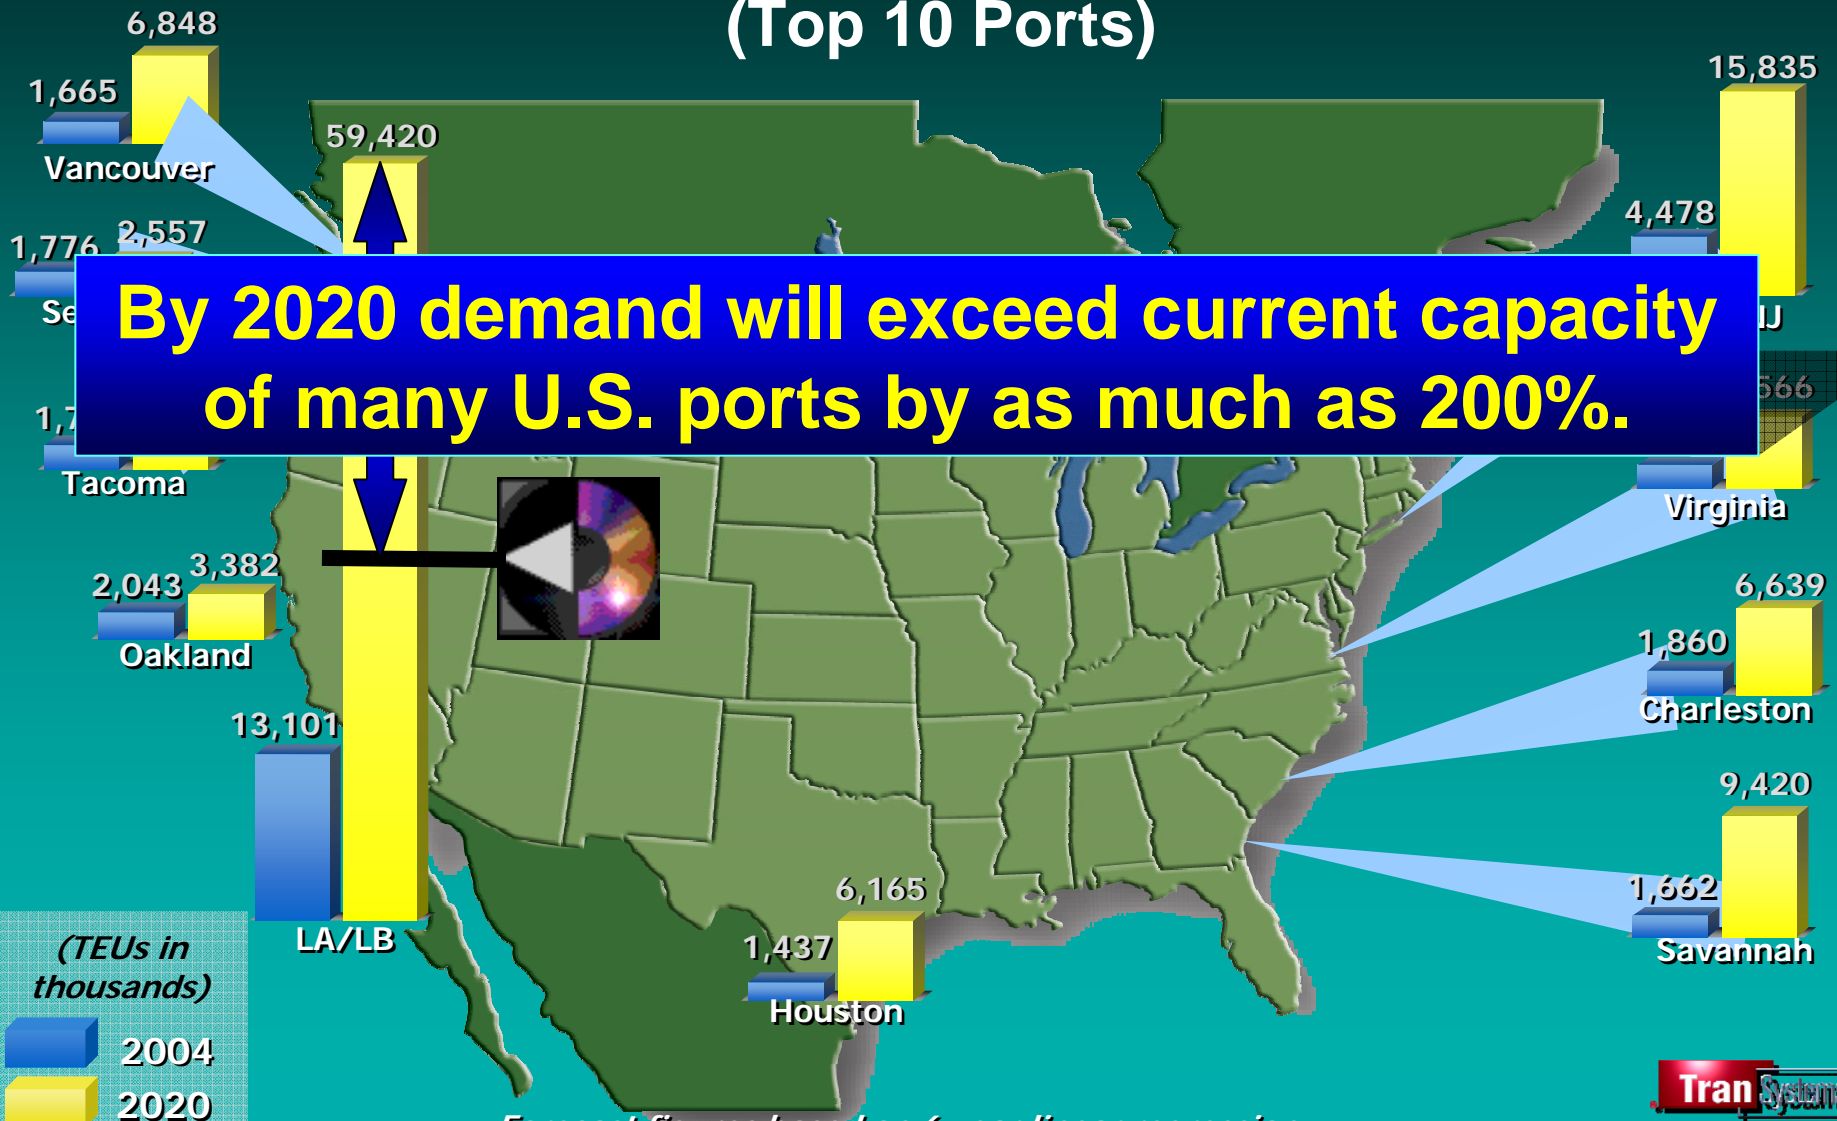 (Top 10 Ports)
6,848
1,665
Vancouver
59,420
15,835
4,478
1,776 2,557
By 2020 demand will exceed current capacity
of many U.S. ports by as much as 200%.
Tacoma
Virginia
2,043 3,382
Oakland
6,639
1,860
Charleston
13,101
LA/LB
9,420
1,662
Savannah
6,165
1,437
Houston
(TEUs in
thousands)
2004
2020
Tran Systems